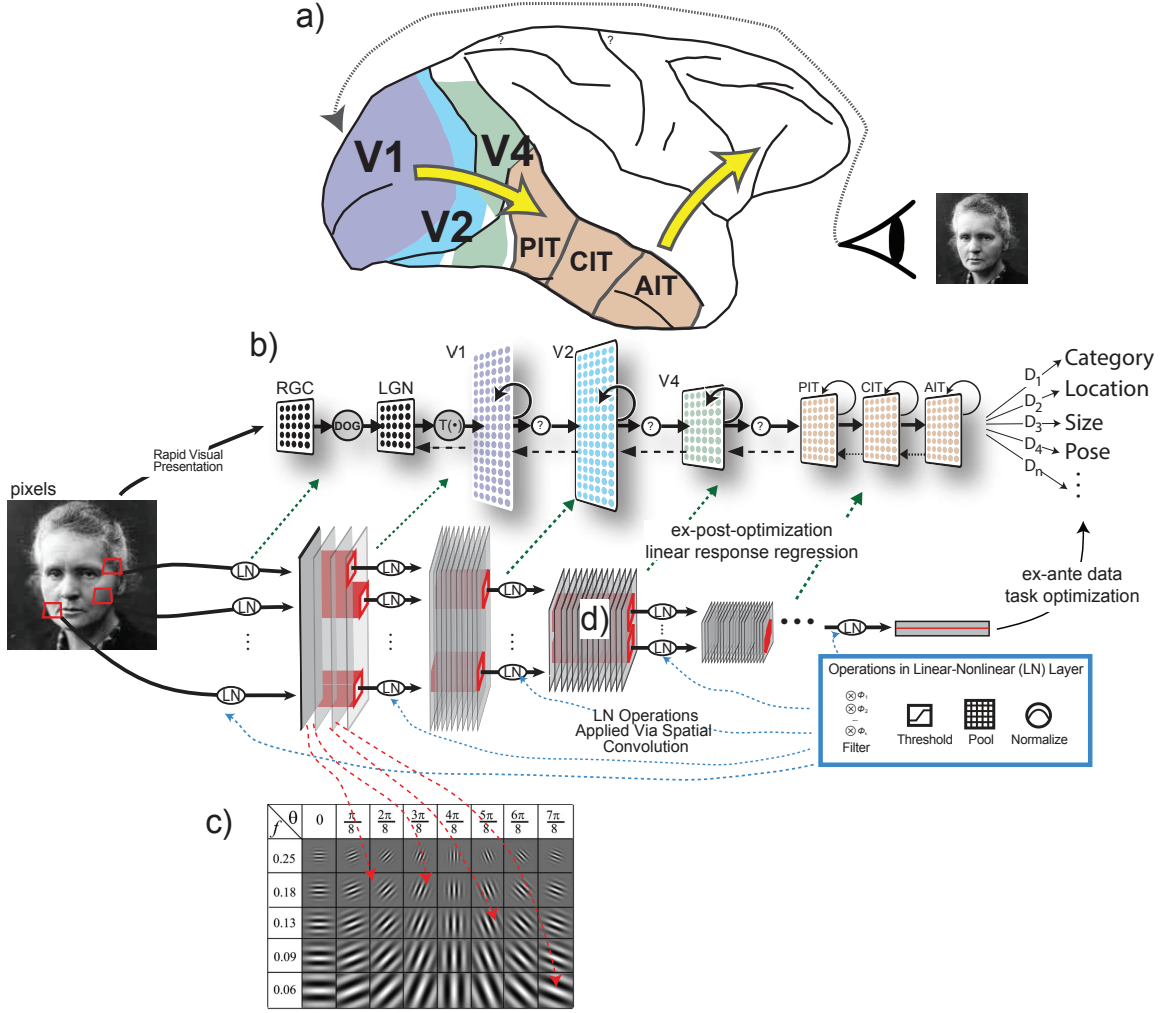 a)
?
?
V1
V4
V2
PIT
CIT
AIT
b)
V1
V2
V4
RGC
LGN
PIT
CIT
AIT
DOG
T(•
?
?
?
Rapid Visual
Presentation
D1
D2
D3
D4
Dn
Category
Location
Size
Pose
⋮
pixels
LN
LN
LN
⋮
LN
LN
⋮
LN
LN
⋮
LN
d)
LN
⋮
LN
• • •
LN
ex-post-optimization
linear response regression
ex-ante data
task optimization
LN Operations
Applied Via Spatial
Convolution
Operations in Linear-Nonlinear (LN) Layer
⊗ Φ1
⊗ Φ2
...
⊗ Φk
Filter
Threshold
Pool
Normalize
c)
f θ 0 π/8 2π/8 3π/8 4π/8 5π/8 6π/8 7π/8
0.25
0.18
0.13
0.09
0.06